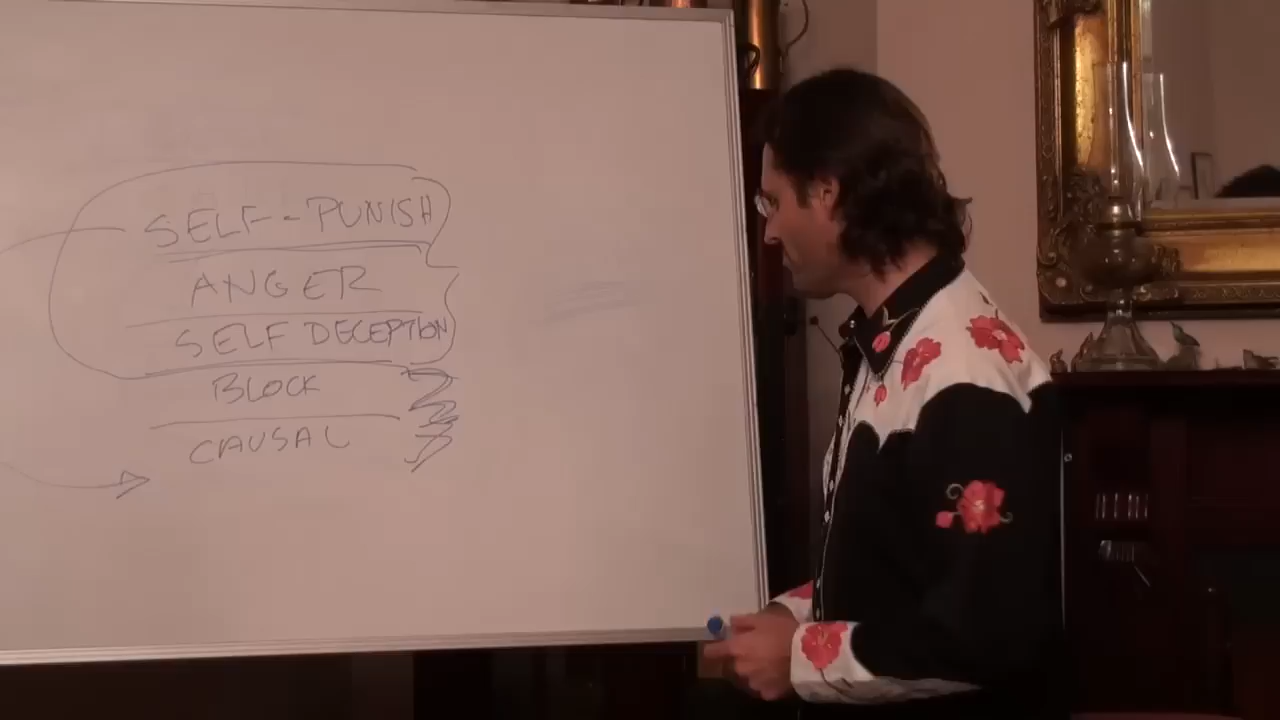 SELF-PUNISH
ANGER
SELF DECEPTION
BLOCK
CAUSAL